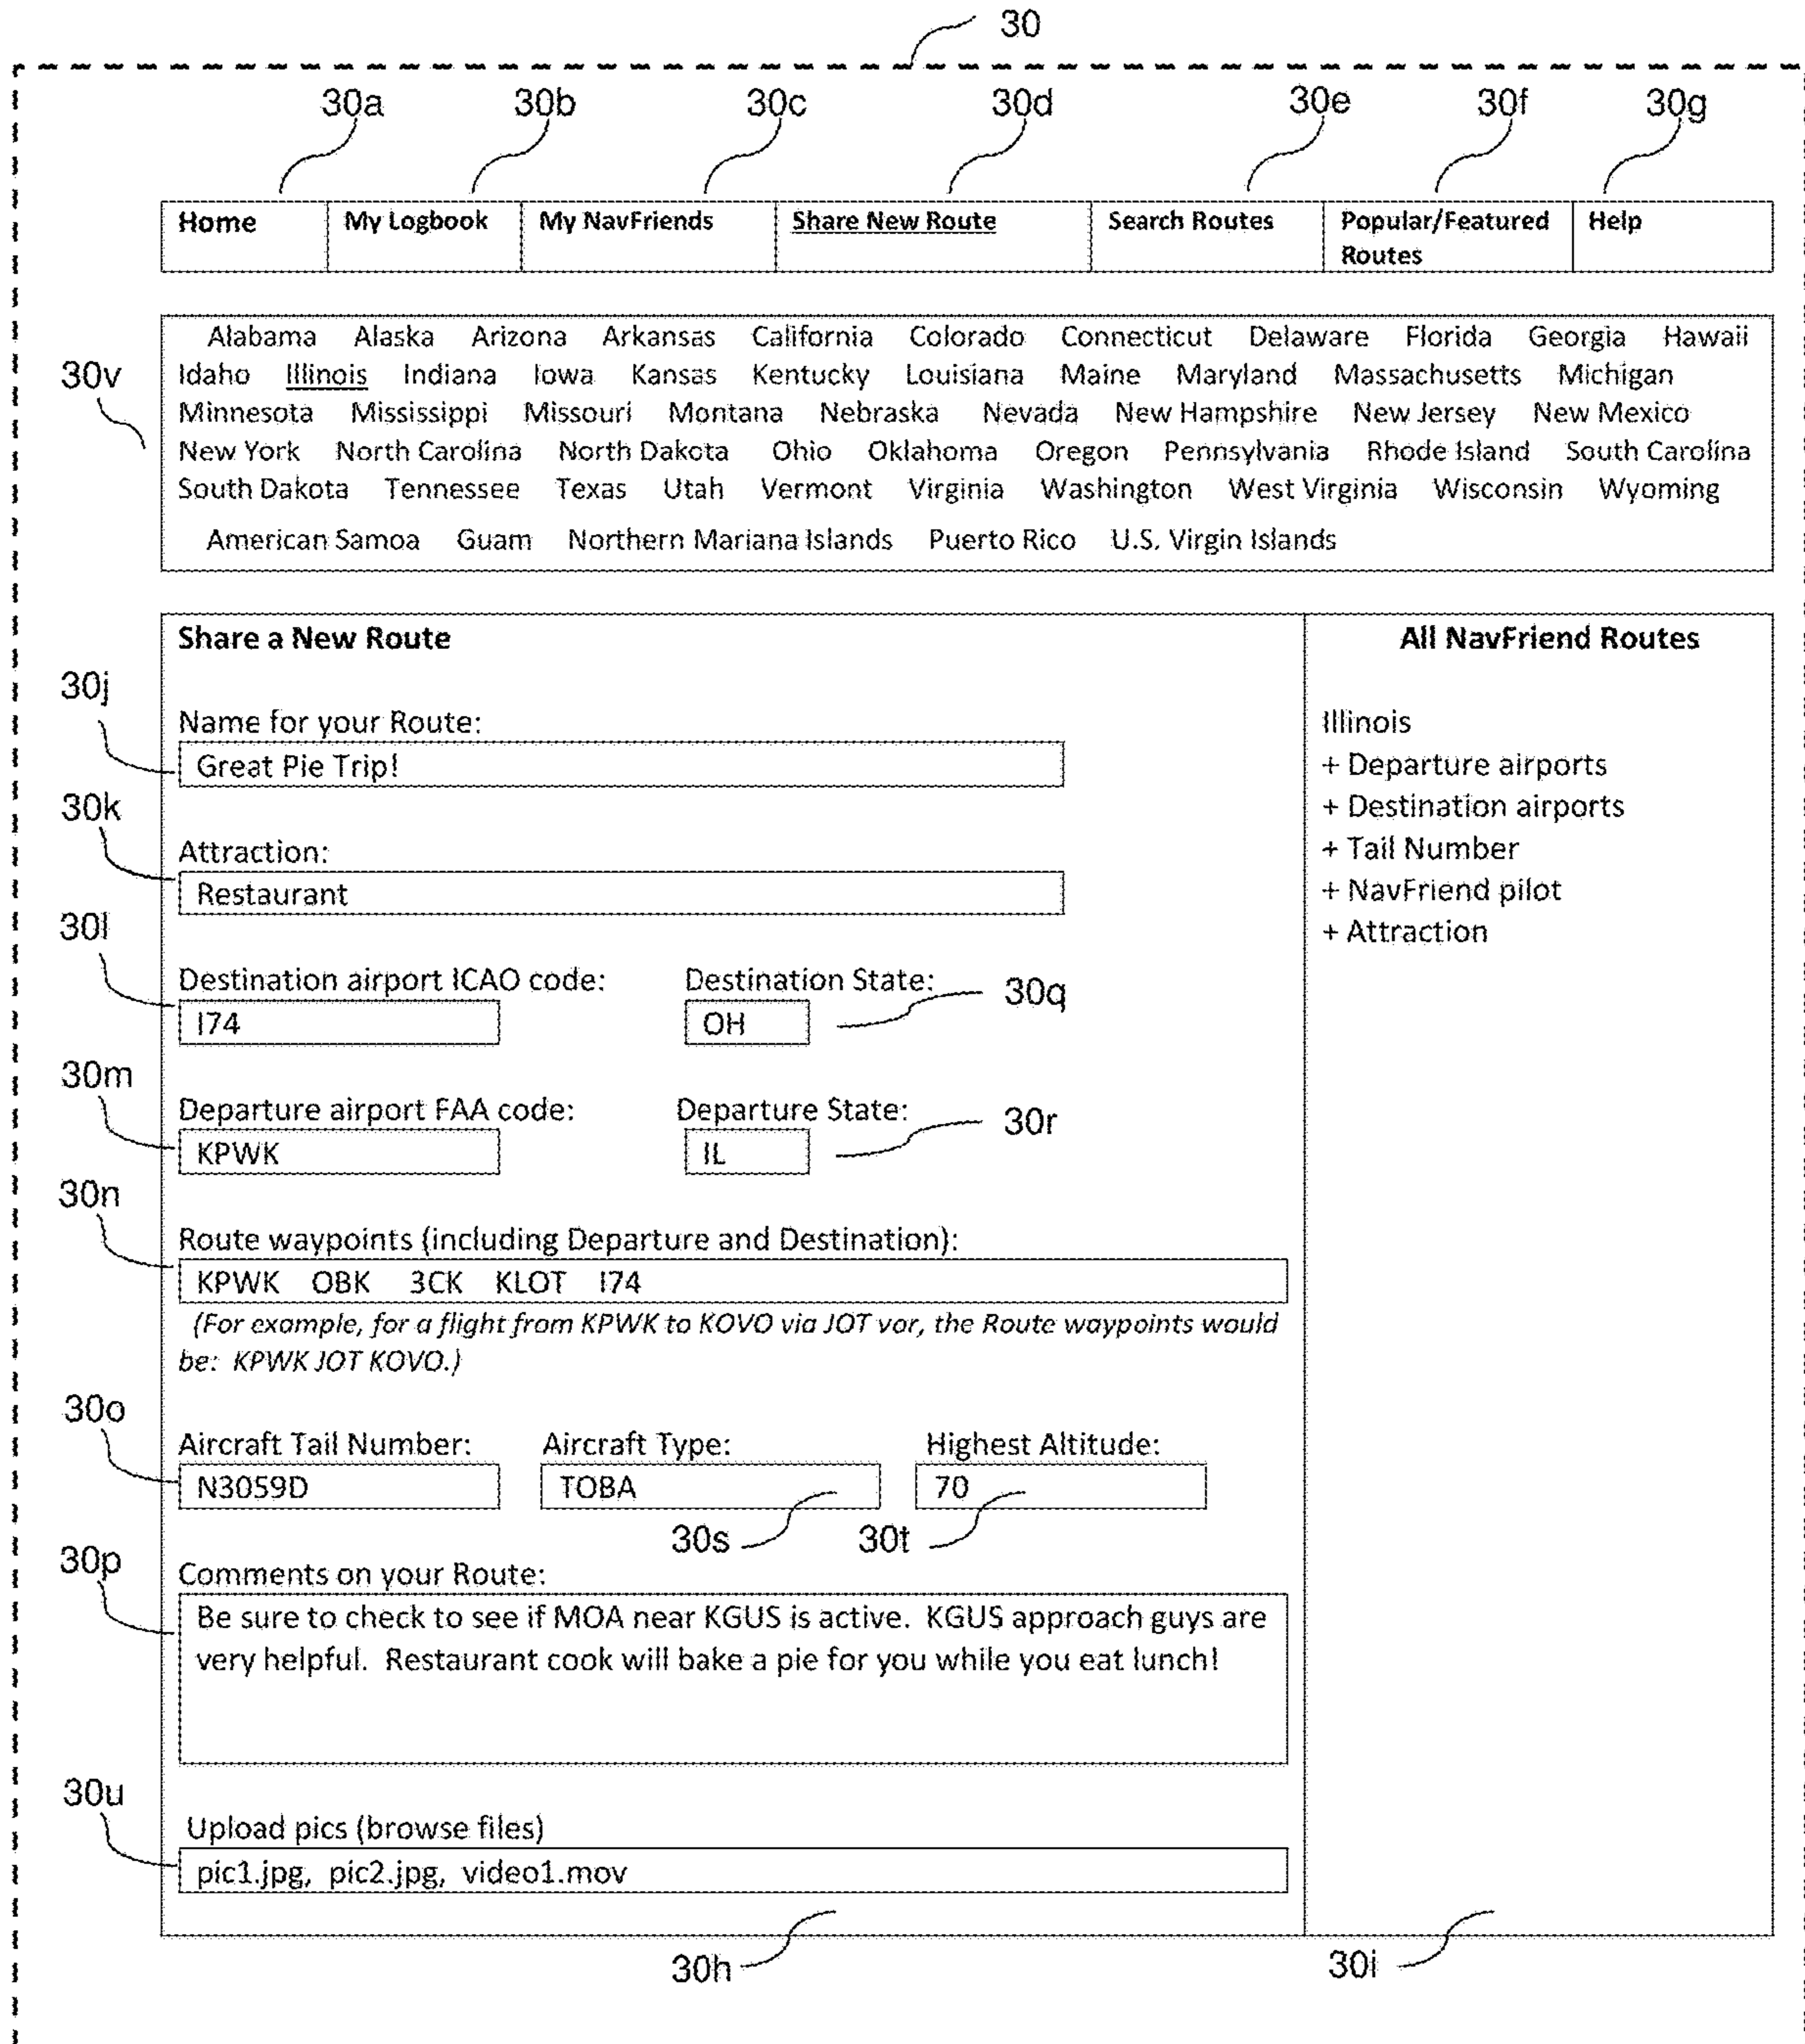 30
30a 30b 30c 30d 30e 30f 30g
Home My Logbook My NavFriends Share New Route Search Routes Popular/Featured Routes Help
30v
Alabama Alaska Arizona Arkansas California Colorado Connecticut Delaware Florida Georgia Hawaii
Idaho Illinois Indiana Iowa Kansas Kentucky Louisiana Maine Maryland Massachusetts Michigan
Minnesota Mississippi Missouri Montana Nebraska Nevada New Hampshire New Jersey New Mexico
New York North Carolina North Dakota Ohio Oklahoma Oregon Pennsylvania Rhode Island South Carolina
South Dakota Tennessee Texas Utah Vermont Virginia Washington West Virginia Wisconsin Wyoming
American Samoa Guam Northern Mariana Islands Puerto Rico U.S. Virgin Islands
Share a New Route
30j
Name for your Route:
Great Pie Trip!
30k
Attraction:
Restaurant
30l
Destination airport ICAO code: Destination State:
I74 OH 30q
30m
Departure airport FAA code: Departure State:
KPWK IL 30r
30n
Route waypoints (including Departure and Destination):
KPWK OBK 3CK KLOT I74
(For example, for a flight from KPWK to KOVO via JOT vor, the Route waypoints would
be: KPWK JOT KOVO.)
30o
Aircraft Tail Number: Aircraft Type: Highest Altitude:
N3059D TOBA 70
30s 30t
30p
Comments on your Route:
Be sure to check to see if MOA near KGUS is active. KGUS approach guys are
very helpful. Restaurant cook will bake a pie for you while you eat lunch!
30u
Upload pics (browse files)
pic1.jpg, pic2.jpg, video1.mov
30h
All NavFriend Routes
Illinois
+ Departure airports
+ Destination airports
+ Tail Number
+ NavFriend pilot
+ Attraction
30i